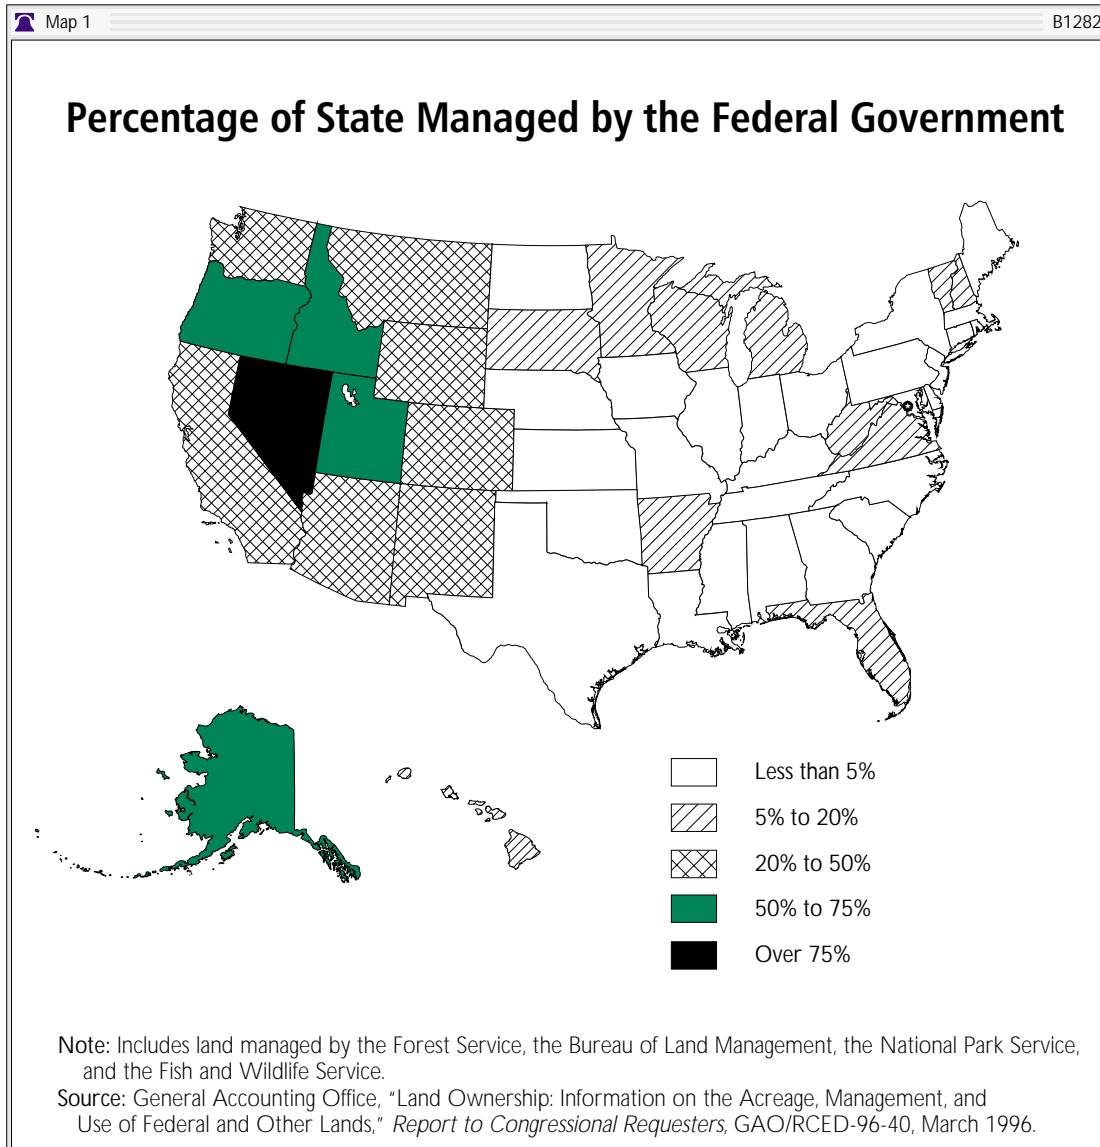 Map 1
B1282
Percentage of State Managed by the Federal Government
Less than 5%
5% to 20%
20% to 50%
50% to 75%
Over 75%
Note: Includes land managed by the Forest Service, the Bureau of Land Management, the National Park Service,
and the Fish and Wildlife Service.
Source: General Accounting Office, “Land Ownership: Information on the Acreage, Management, and
Use of Federal and Other Lands,” Report to Congressional Requesters, GAO/RCED-96-40, March 1996.